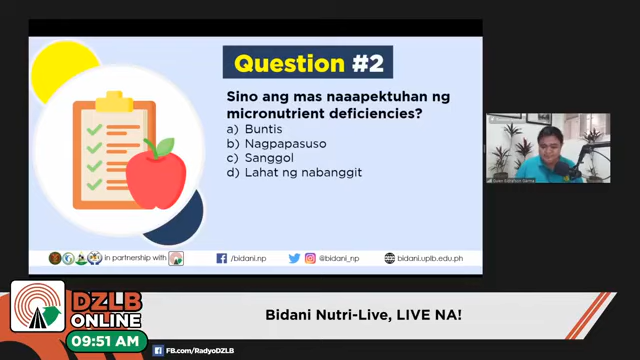 Question #2
Sino ang mas naaapektuhan ng
micronutrient deficiencies?
a) Buntis
b) Nagpapasuso
c) Sanggol
d) Lahat ng nabanggit
in partnership with
/bidani.np
@bidani_np
bidani.uplb.edu.ph
DZLB
ONLINE
09:51 AM
Bidani Nutri-Live, LIVE NA!
FB.com/RadyoDZLB